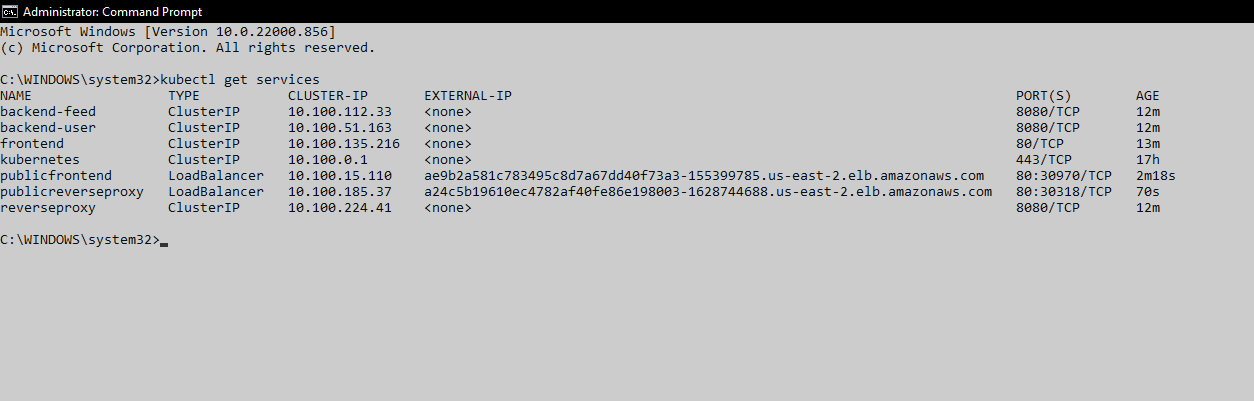 Administrator: Command Prompt
Microsoft Windows [Version 10.0.22000.856]
(c) Microsoft Corporation. All rights reserved.
C:\WINDOWS\system32>kubectl get services
NAME TYPE CLUSTER-IP EXTERNAL-IP PORT(S) AGE
backend-feed ClusterIP 10.100.112.33 <none> 8080/TCP 12m
backend-user ClusterIP 10.100.51.163 <none> 8080/TCP 12m
frontend ClusterIP 10.100.135.216 <none> 80/TCP 13m
kubernetes ClusterIP 10.100.0.1 <none> 443/TCP 17h
publicfrontend LoadBalancer 10.100.15.110 ae9b2a581c783495c8d7a67dd40f73a3-155399785.us-east-2.elb.amazonaws.com 80:30970/TCP 2m18s
publicreverseproxy LoadBalancer 10.100.185.37 a24c5b19610ec4782af40fe86e198003-1628744688.us-east-2.elb.amazonaws.com 80:30318/TCP 70s
reverseproxy ClusterIP 10.100.224.41 <none> 8080/TCP 12m
C:\WINDOWS\system32>